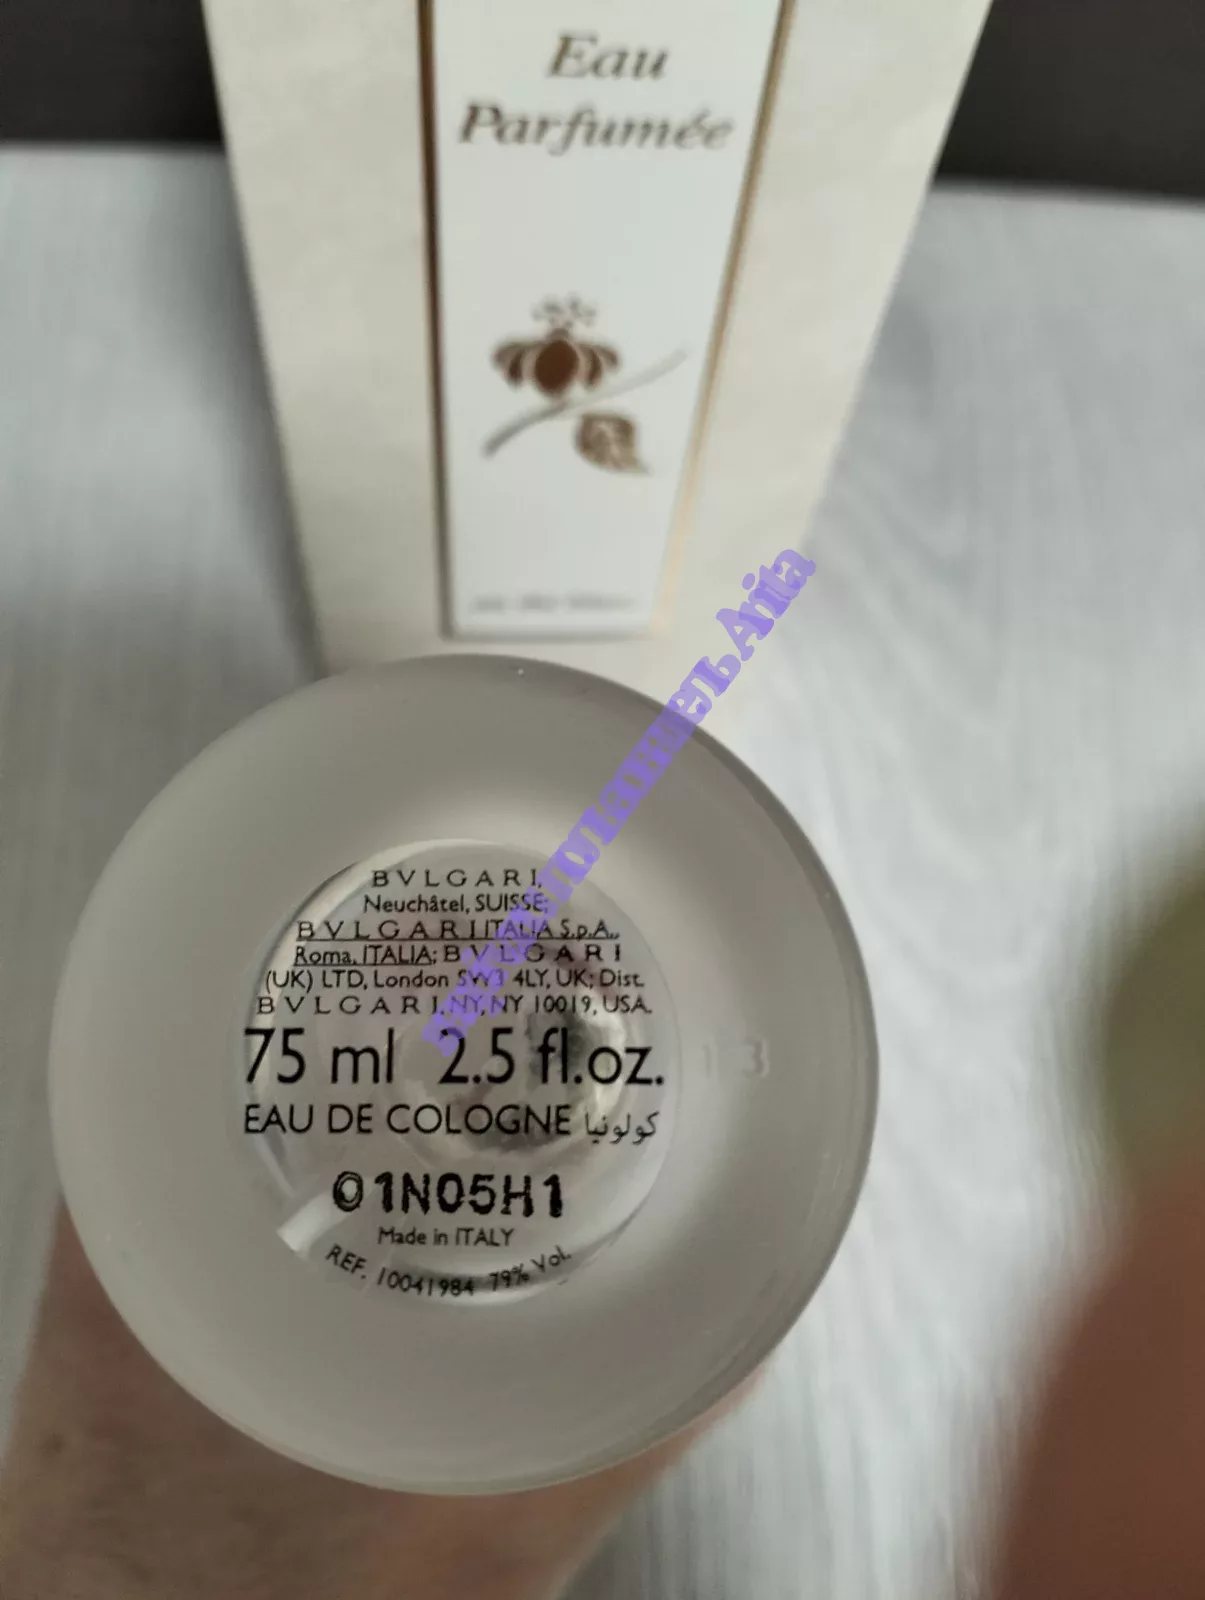 Eau
Parfumée
BVLGARI,
Neuchâtel, SUISSE;
BVLGARI ITALIA S.p.A.,
Roma, ITALIA; BVLGARI
(UK) LTD, London SW3 4LY, UK; Dist.
BVLGARI, NY, NY 10019, USA.
75 ml 2.5 fl.oz.
EAU DE COLOGNE كولونيا
01N05H1
Made in ITALY
REF. 10041984 79% Vol.
13
Anita